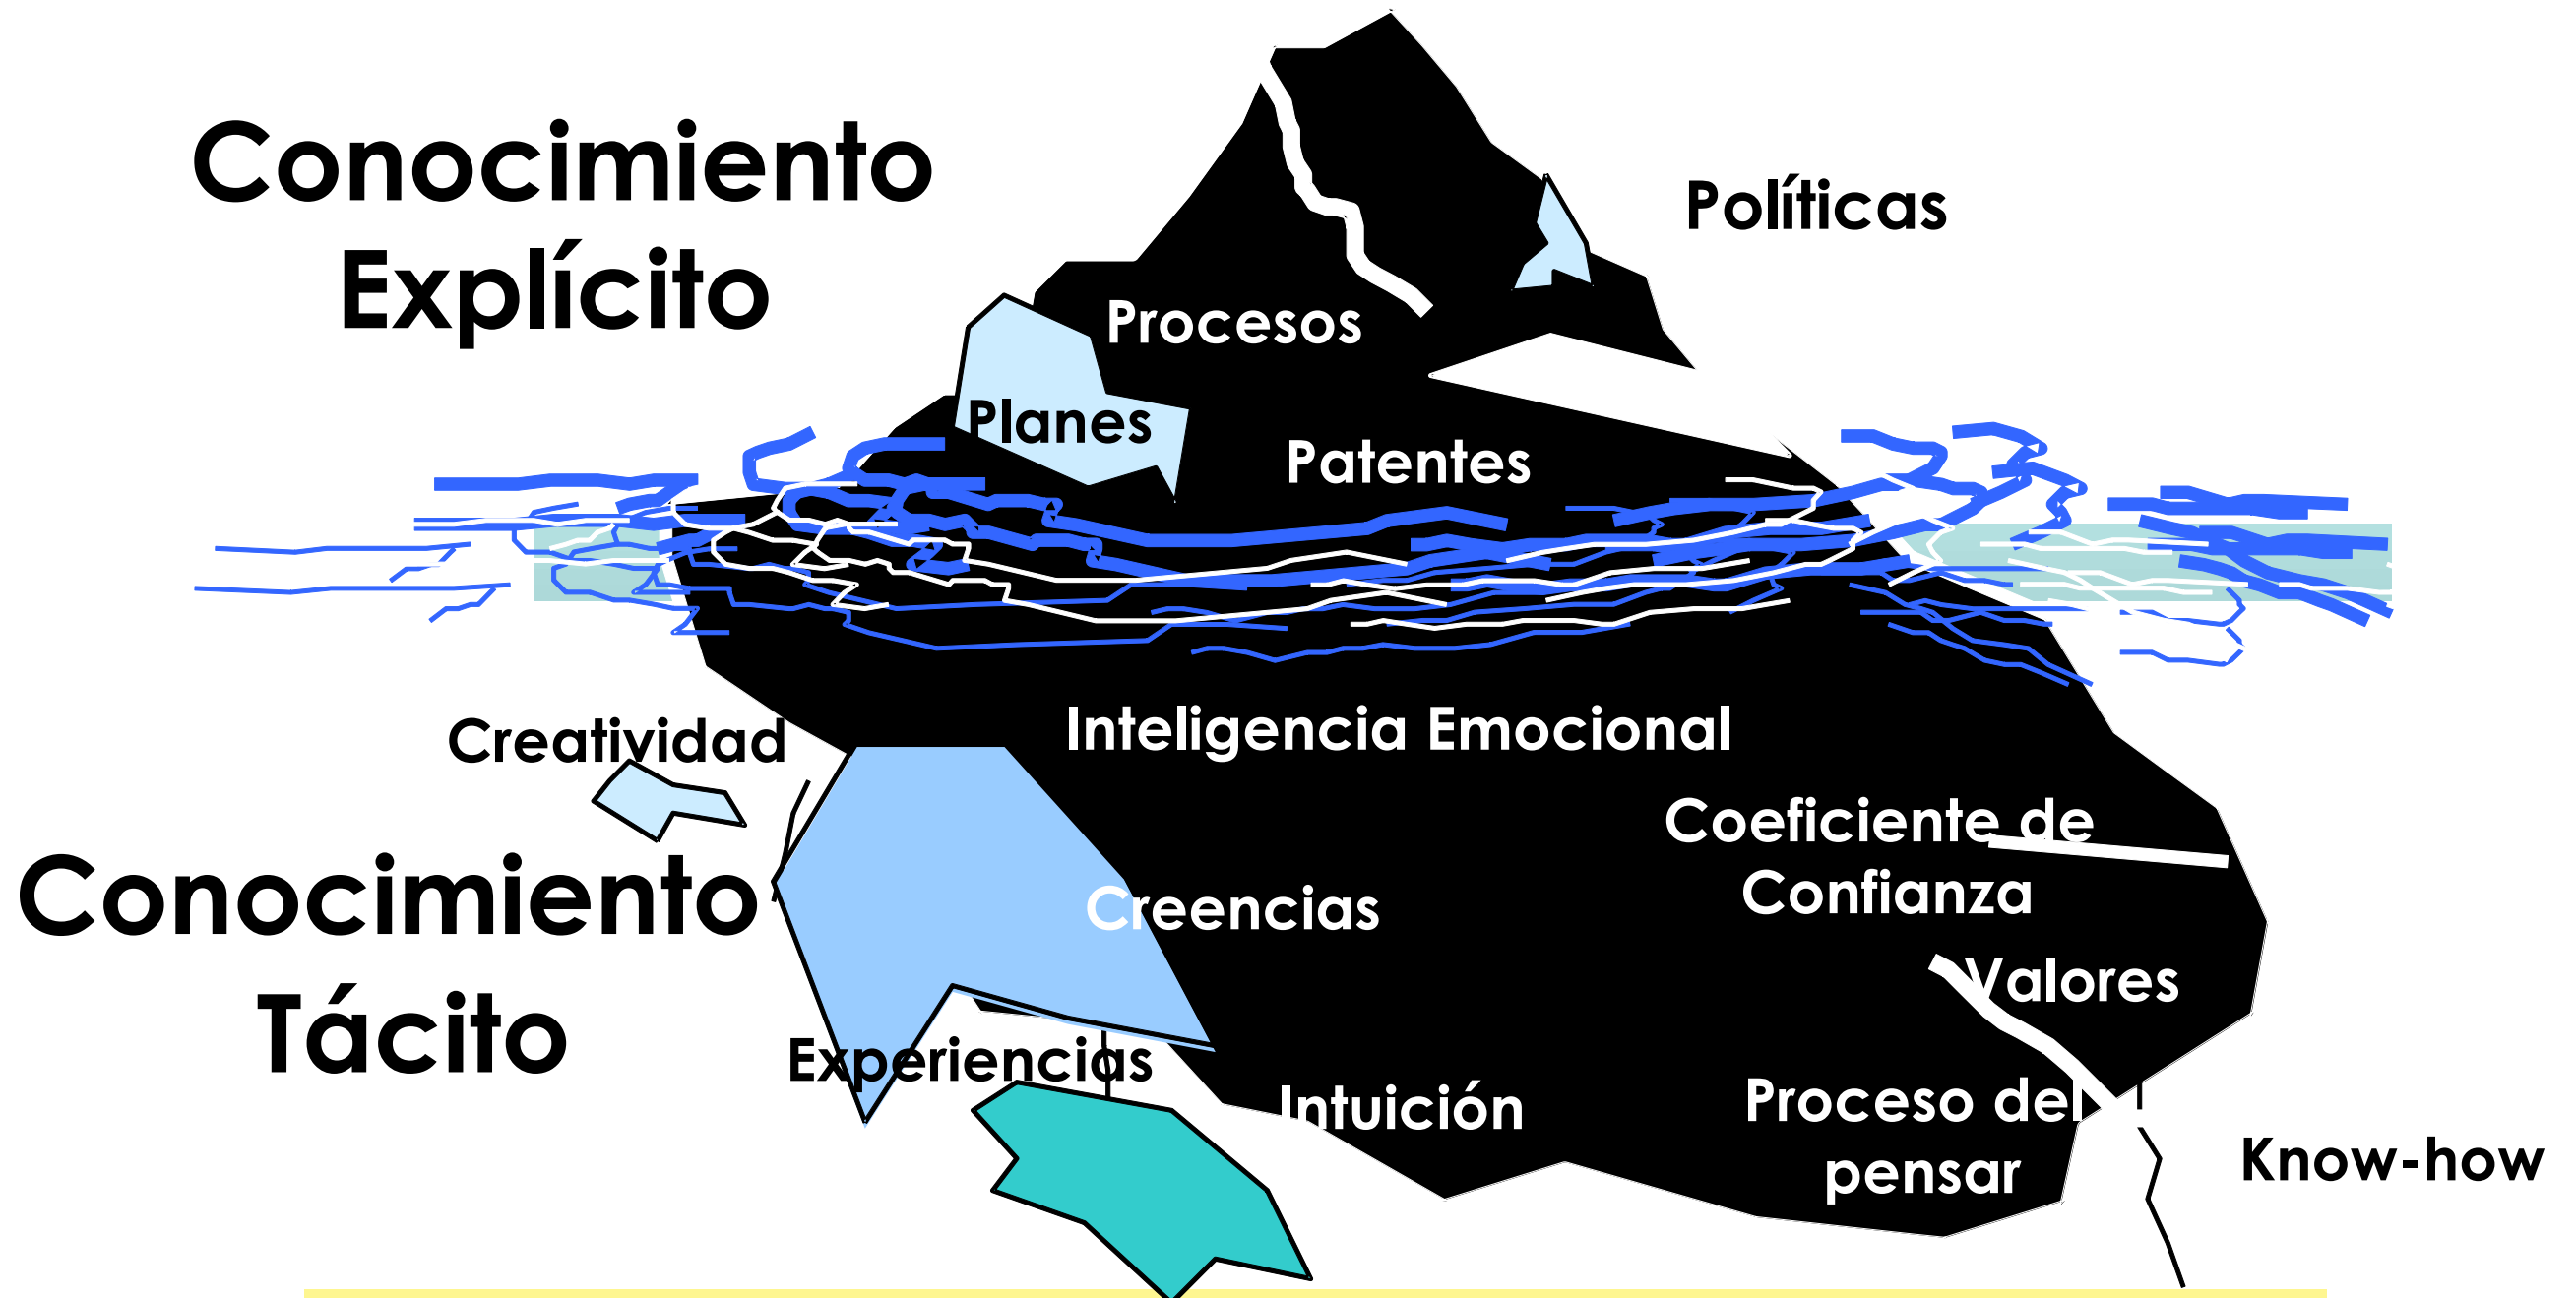 Conocimiento
Explícito
Políticas
Procesos
Planes
Patentes
Creatividad
Inteligencia Emocional
Coeficiente de
Confianza
Conocimiento
Tácito
Creencias
Valores
Experiencias
Intuición
Proceso del
pensar
Know-how